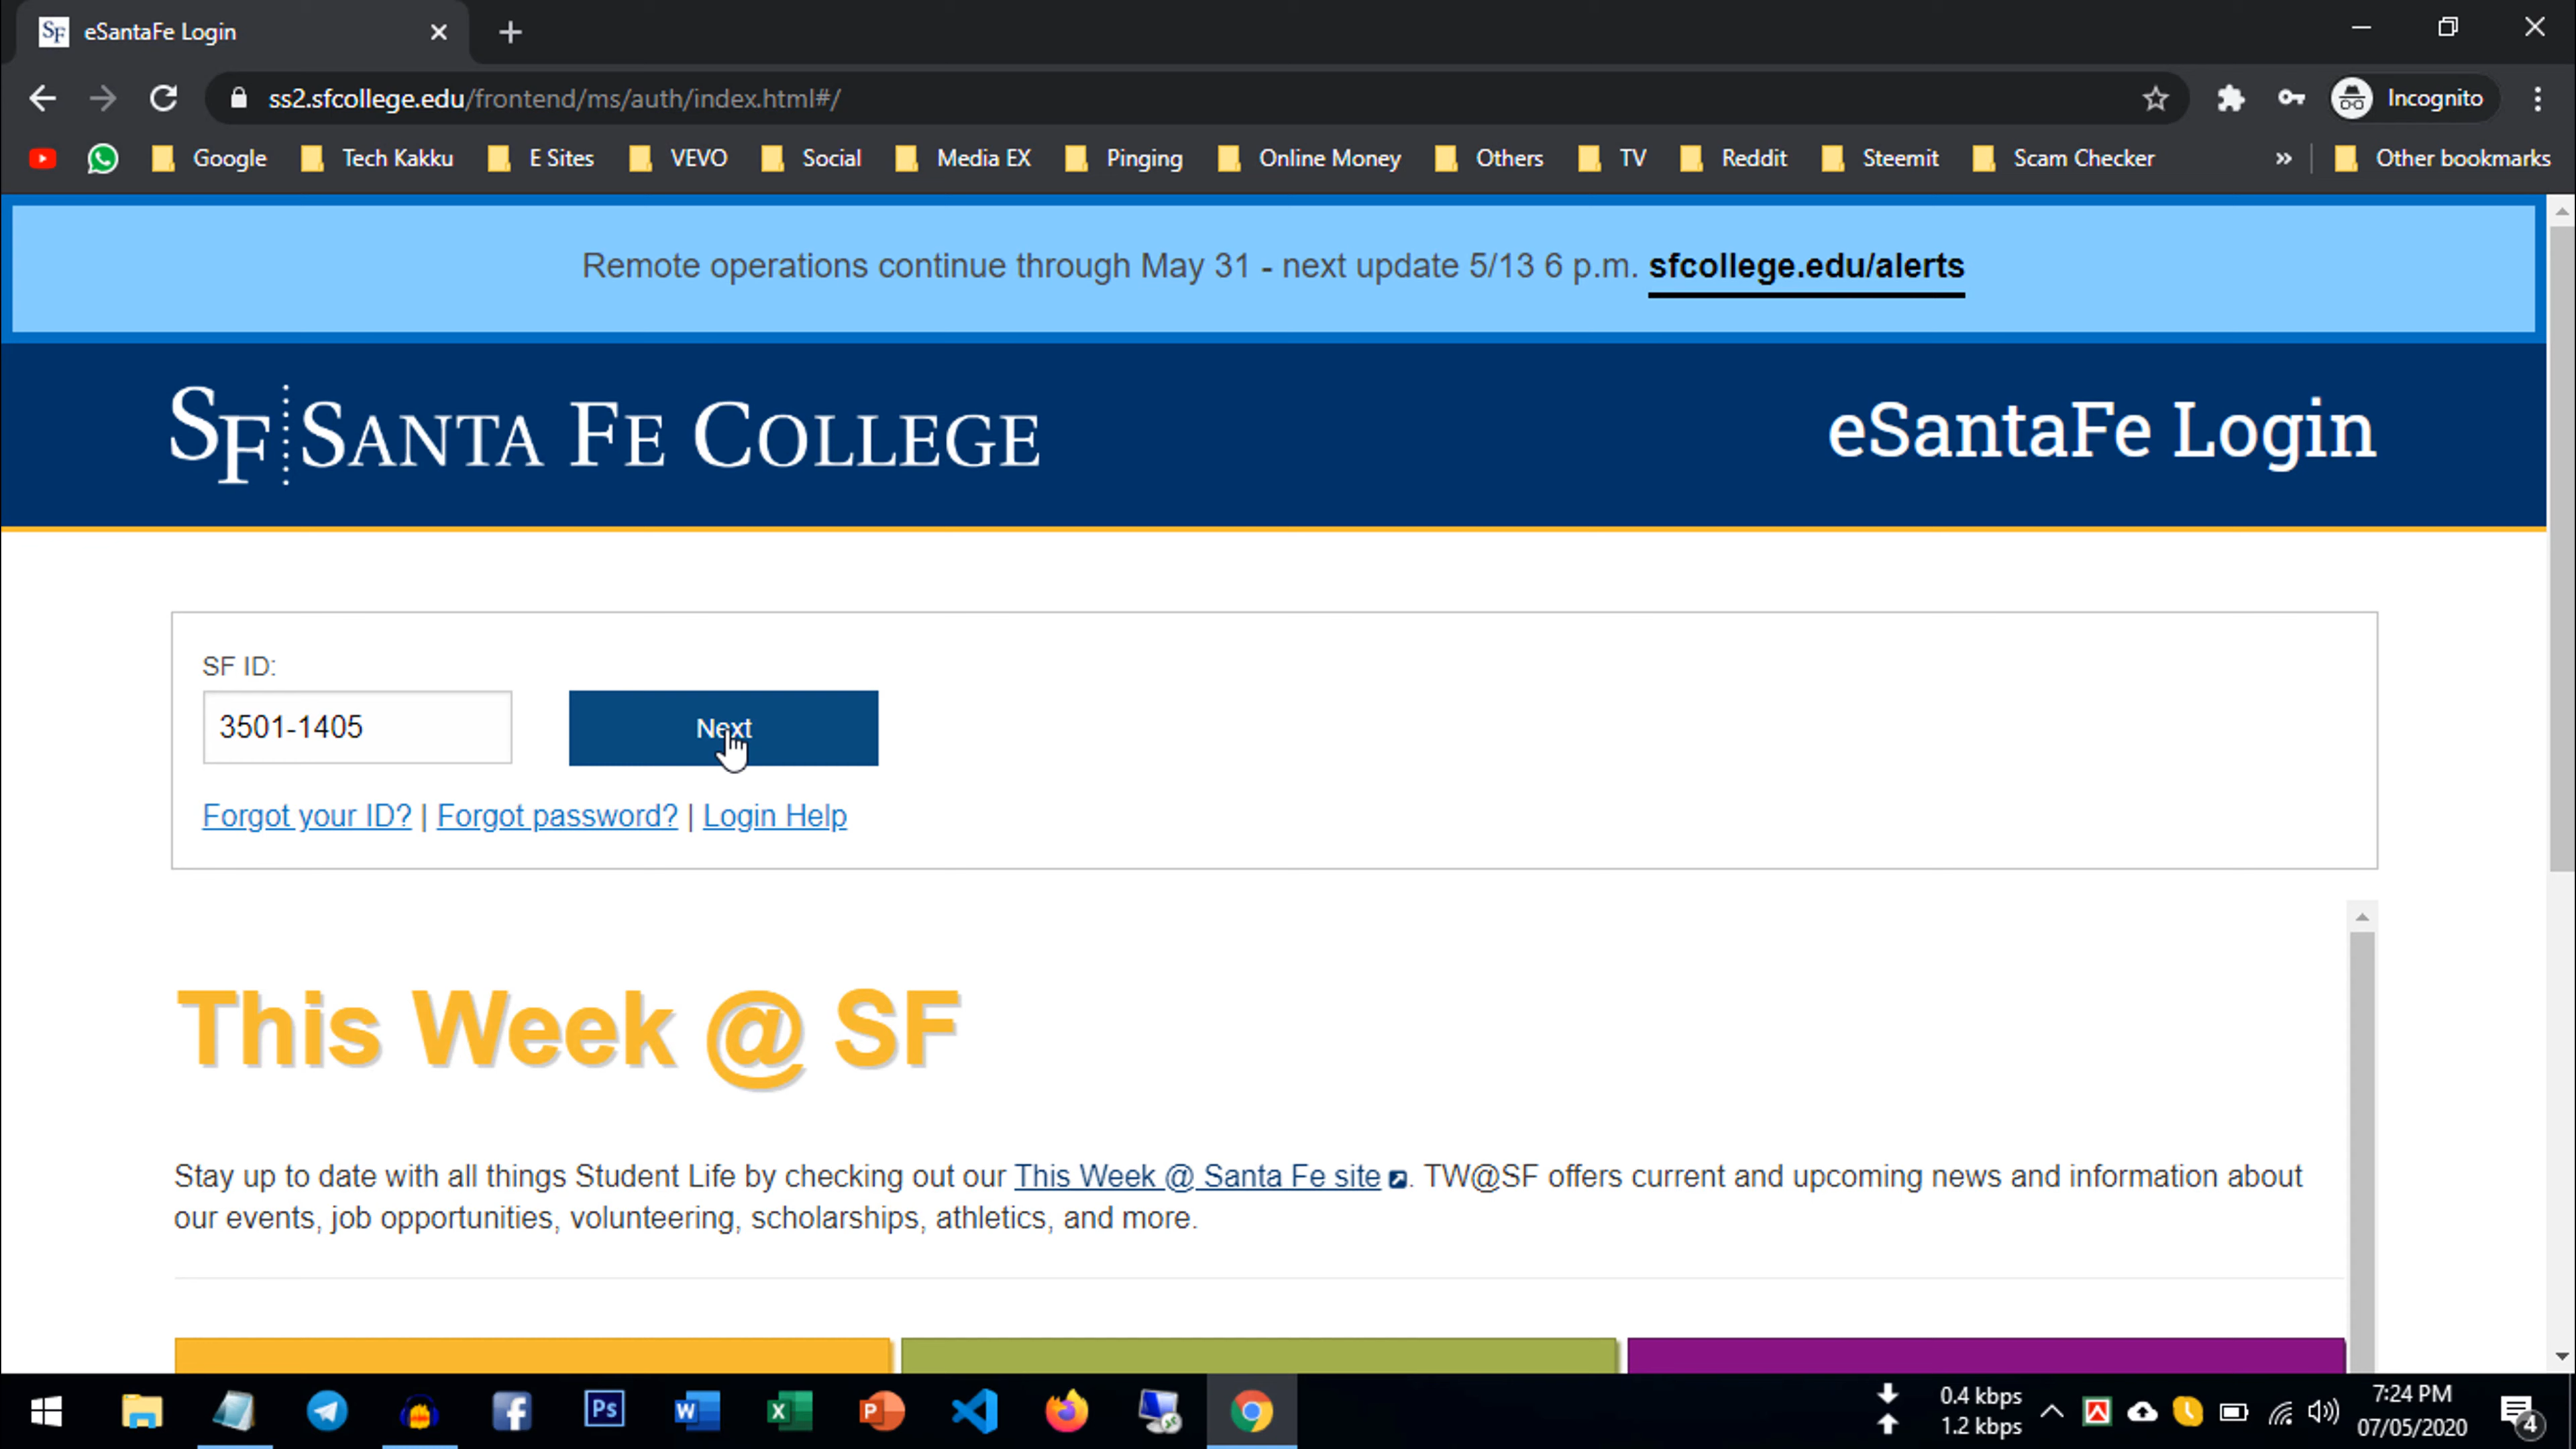 SF eSantaFe Login
ss2.sfcollege.edu/frontend/ms/auth/index.html#/
Incognito
Google Tech Kakku E Sites VEVO Social Media EX Pinging Online Money Others TV Reddit Steemit Scam Checker » Other bookmarks
Remote operations continue through May 31 - next update 5/13 6 p.m. sfcollege.edu/alerts
SF SANTA FE COLLEGE
eSantaFe Login
SF ID:
3501-1405
Next
Forgot your ID? | Forgot password? | Login Help
This Week @ SF
Stay up to date with all things Student Life by checking out our This Week @ Santa Fe site. TW@SF offers current and upcoming news and information about
our events, job opportunities, volunteering, scholarships, athletics, and more.
Ps
0.4 kbps
1.2 kbps
7:24 PM
07/05/2020
4